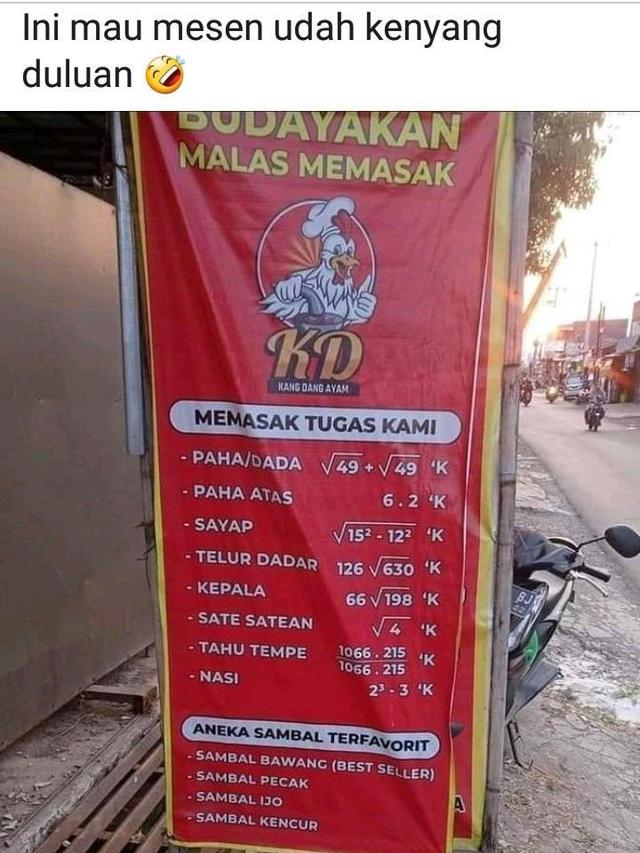 Ini mau mesen udah kenyang
duluan 🤣
BUDAYAKAN
MALAS MEMASAK
KD
KANG DANG AYAM
MEMASAK TUGAS KAMI
- PAHA/DADA √49 + √49 'K
- PAHA ATAS 6.2 'K
- SAYAP √15² - 12² 'K
- TELUR DADAR 126 √630 'K
- KEPALA 66 √198 'K
- SATE SATEAN √4 'K
- TAHU TEMPE 1066.215 / 1066.215 'K
- NASI 2³ - 3 'K
ANEKA SAMBAL TERFAVORIT
- SAMBAL BAWANG (BEST SELLER)
- SAMBAL PECAK
- SAMBAL IJO
- SAMBAL KENCUR